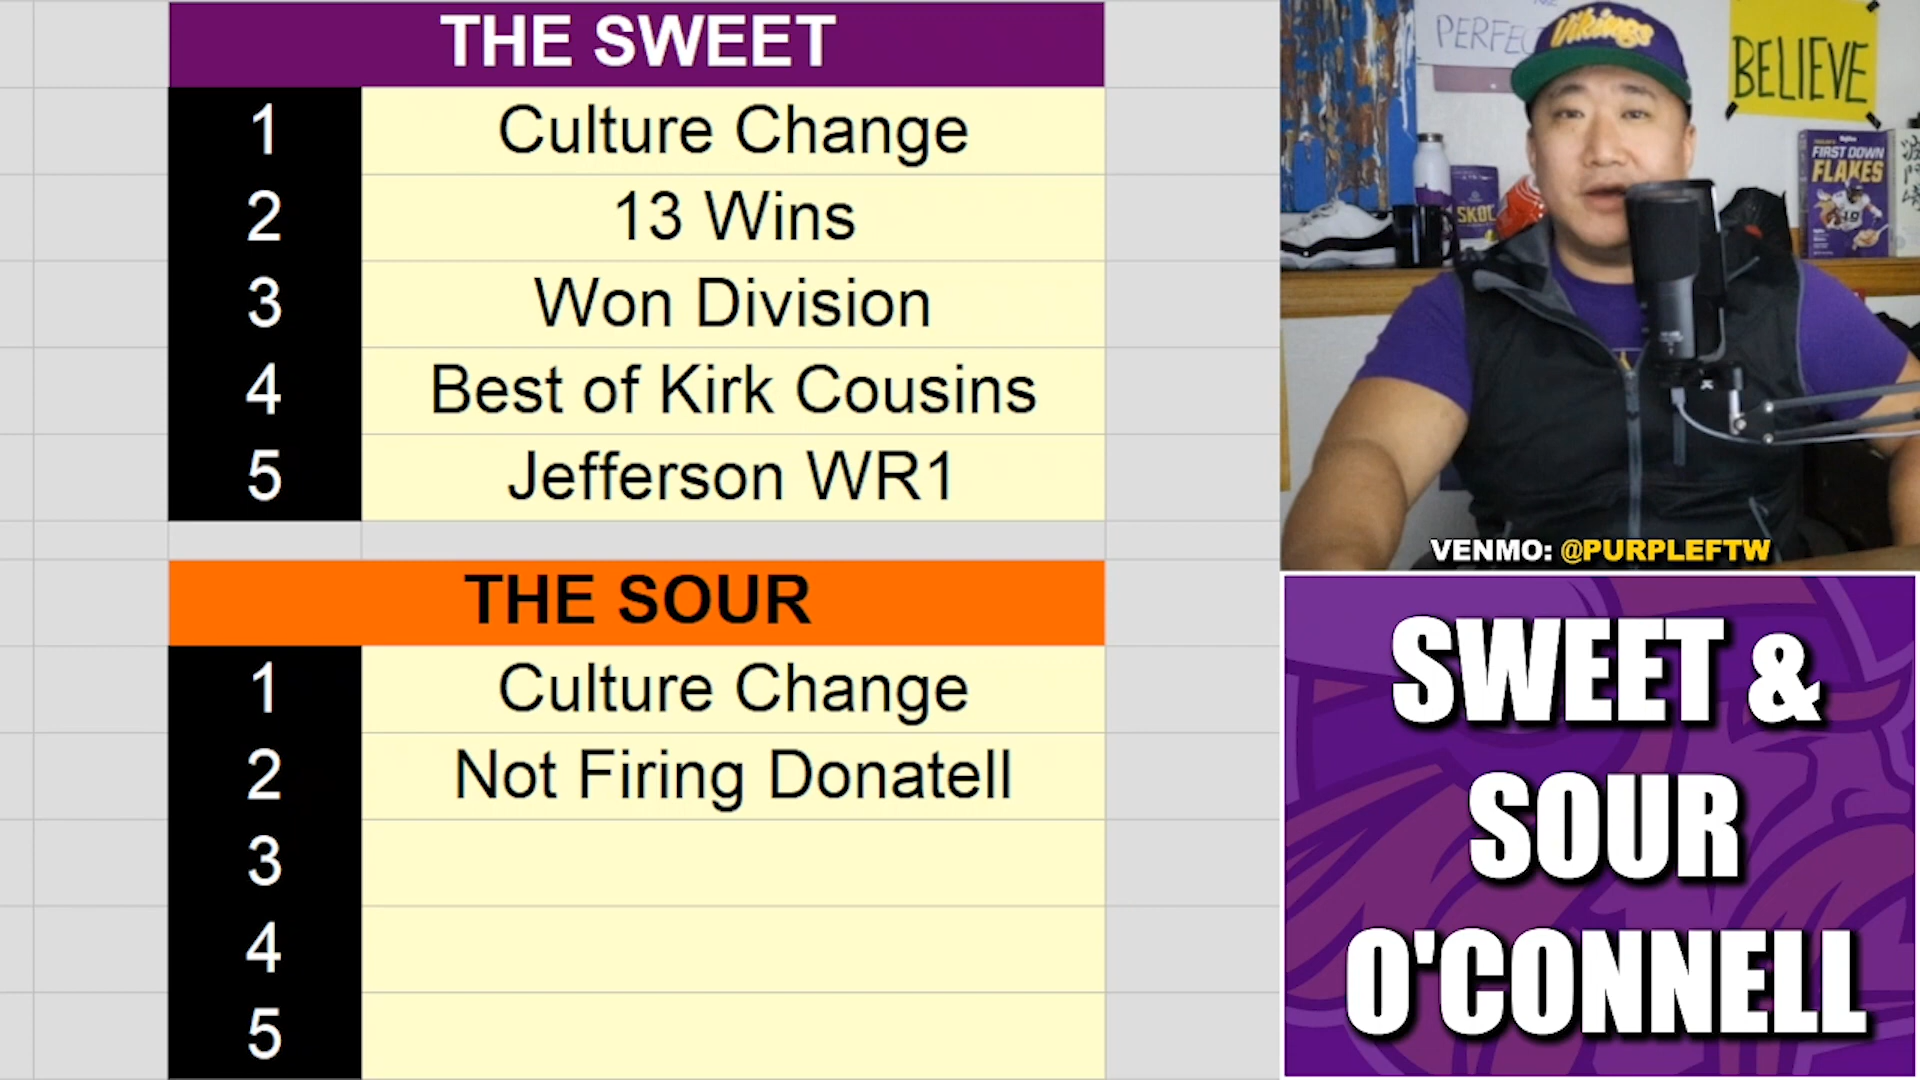 THE SWEET
1 Culture Change
2 13 Wins
3 Won Division
4 Best of Kirk Cousins
5 Jefferson WR1
THE SOUR
1 Culture Change
2 Not Firing Donatell
3
4
5
PERFEC
Vikings
BELIEVE
FIRST DOWN
FLAKES
SKOL
19
VENMO: @PURPLEFTW
SWEET &
SOUR
O'CONNELL